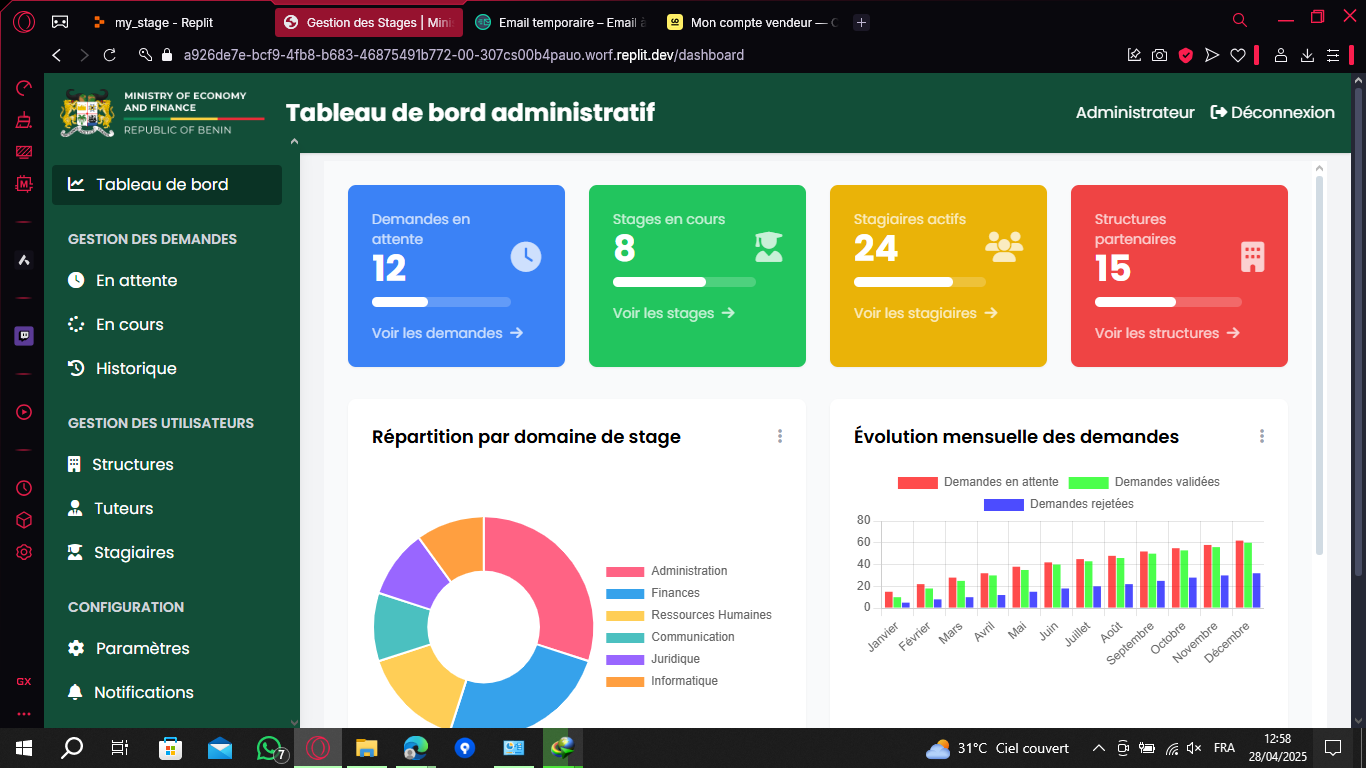 my_stage - Replit
Gestion des Stages | Mini
Email temporaire – Email à
Mon compte vendeur — C
a926de7e-bcf9-4fb8-b683-46875491b772-00-307cs00b4pauo.worf.replit.dev/dashboard
MINISTRY OF ECONOMY
AND FINANCE
REPUBLIC OF BENIN
Tableau de bord administratif
Administrateur
Déconnexion
Tableau de bord
GESTION DES DEMANDES
En attente
En cours
Historique
GESTION DES UTILISATEURS
Structures
Tuteurs
Stagiaires
CONFIGURATION
Paramètres
Notifications
Demandes en
attente
12
Voir les demandes →
Stages en cours
8
Voir les stages →
Stagiaires actifs
24
Voir les stagiaires →
Structures
partenaires
15
Voir les structures →
Répartition par domaine de stage
Administration
Finances
Ressources Humaines
Communication
Juridique
Informatique
Évolution mensuelle des demandes
Demandes en attente
Demandes validées
Demandes rejetées
80
60
40
20
0
Janvier
Février
Mars
Avril
Mai
Juin
Juillet
Août
Septembre
Octobre
Novembre
Décembre
GX
7
31°C Ciel couvert
FRA
12:58
28/04/2025